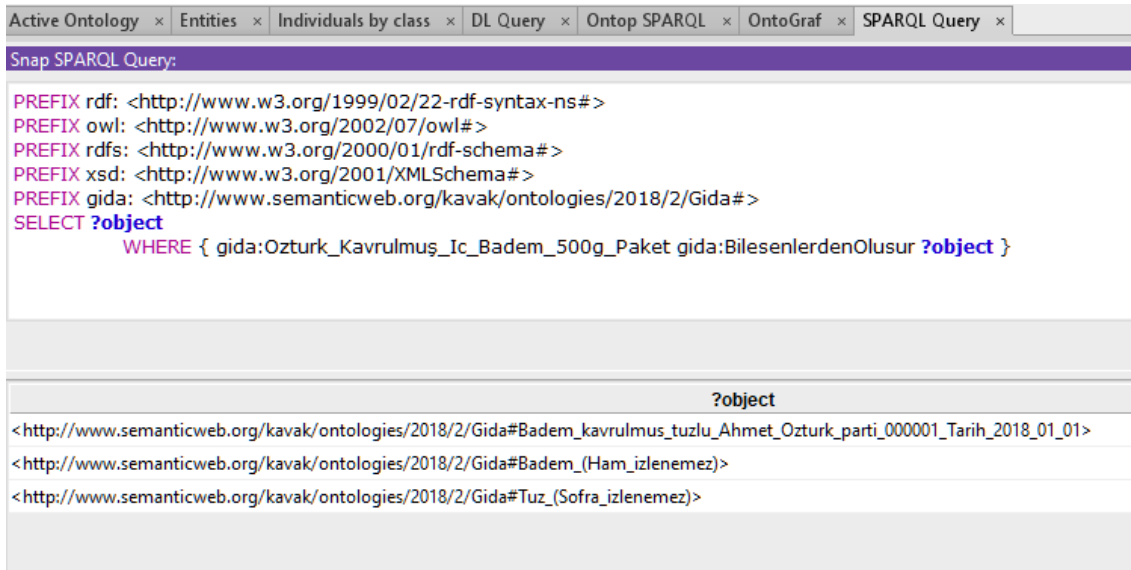 Active Ontology × Entities × Individuals by class × DL Query × Ontop SPARQL × OntoGraf × SPARQL Query ×
Snap SPARQL Query:
PREFIX rdf: <http://www.w3.org/1999/02/22-rdf-syntax-ns#>
PREFIX owl: <http://www.w3.org/2002/07/owl#>
PREFIX rdfs: <http://www.w3.org/2000/01/rdf-schema#>
PREFIX xsd: <http://www.w3.org/2001/XMLSchema#>
PREFIX gida: <http://www.semanticweb.org/kavak/ontologies/2018/2/Gida#>
SELECT ?object
WHERE { gida:Ozturk_Kavrulmuş_Ic_Badem_500g_Paket gida:BilesenlerdenOlusur ?object }
?object
<http://www.semanticweb.org/kavak/ontologies/2018/2/Gida#Badem_kavrulmus_tuzlu_Ahmet_Ozturk_parti_000001_Tarih_2018_01_01>
<http://www.semanticweb.org/kavak/ontologies/2018/2/Gida#Badem_(Ham_izlenemez)>
<http://www.semanticweb.org/kavak/ontologies/2018/2/Gida#Tuz_(Sofra_izlenemez)>